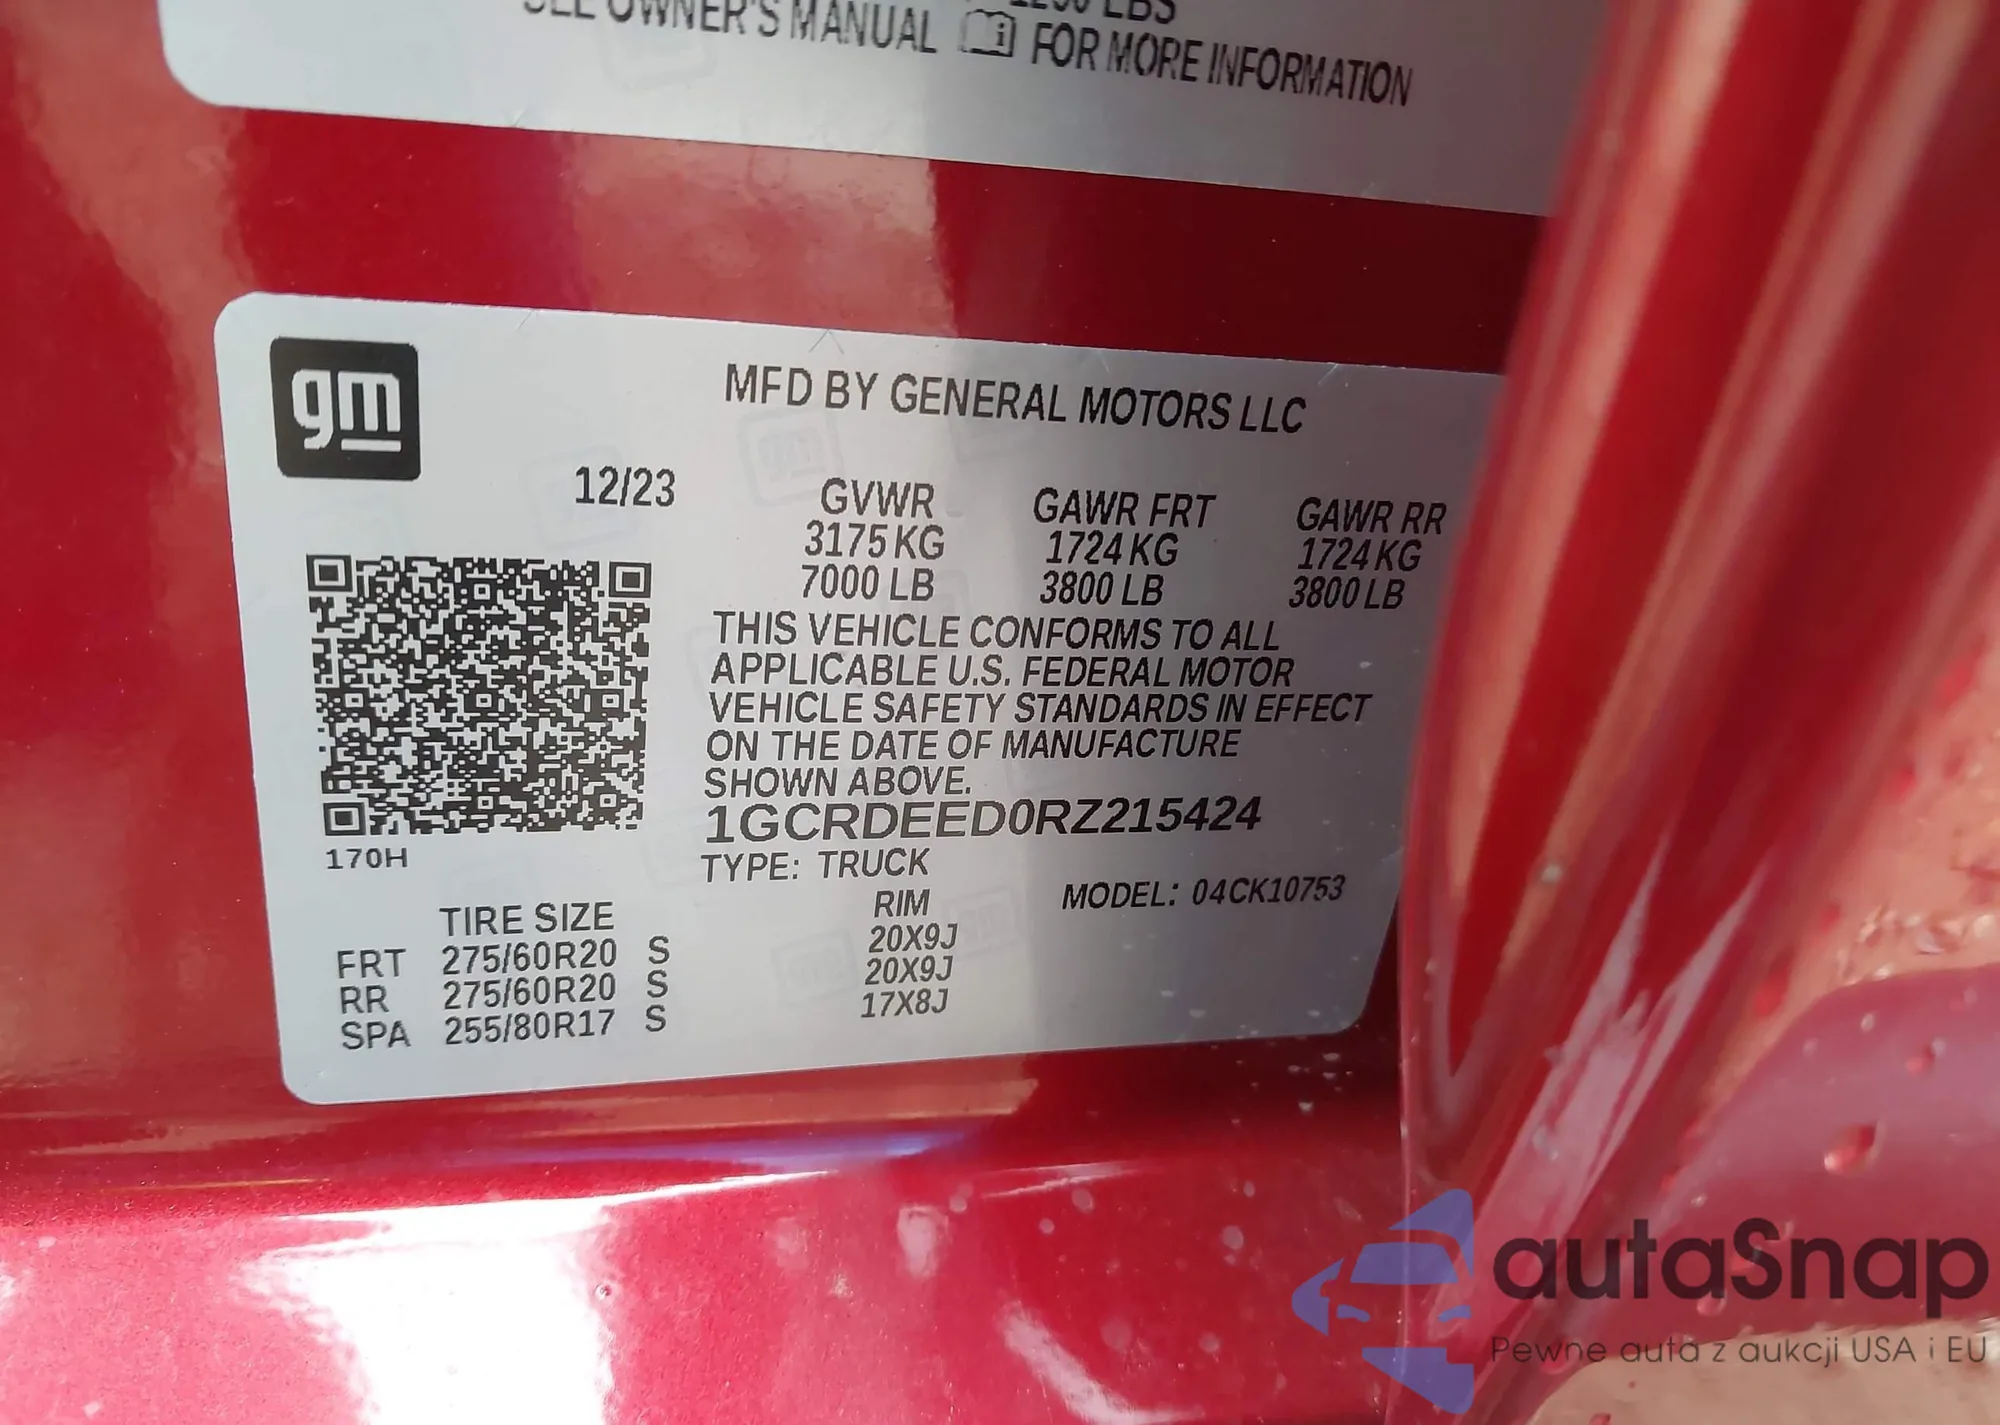 LBS
SEE OWNER'S MANUAL FOR MORE INFORMATION
gm
MFD BY GENERAL MOTORS LLC
12/23
GVWR GAWR FRT GAWR RR
3175 KG 1724 KG 1724 KG
7000 LB 3800 LB 3800 LB
THIS VEHICLE CONFORMS TO ALL
APPLICABLE U.S. FEDERAL MOTOR
VEHICLE SAFETY STANDARDS IN EFFECT
ON THE DATE OF MANUFACTURE
SHOWN ABOVE.
1GCRDEED0RZ215424
170H
TYPE: TRUCK
MODEL: 04CK10753
TIRE SIZE RIM
FRT 275/60R20 S 20X9J
RR 275/60R20 S 20X9J
SPA 255/80R17 S 17X8J
autaSnap
Pewne auta z aukcji USA i EU